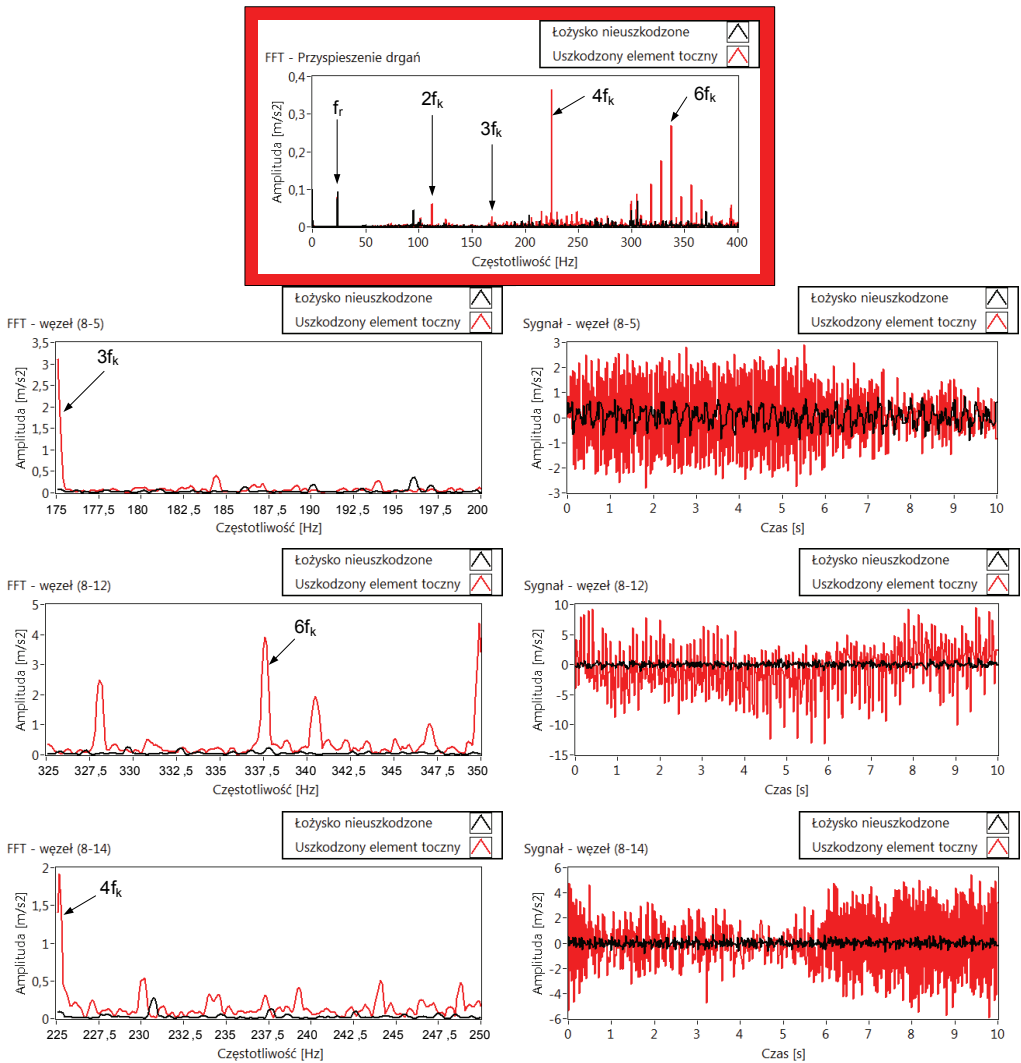 Łożysko nieuszkodzone
Uszkodzony element toczny
FFT - Przyspieszenie drgań
Amplituda [m/s2]
0,4
0,3
0,2
0,1
0
fr
2fk
3fk
4fk
6fk
0 50 100 150 200 250 300 350 400
Częstotliwość [Hz]
Łożysko nieuszkodzone
Uszkodzony element toczny
FFT - węzeł (8-5)
Amplituda [m/s2]
3,5
3
2,5
2
1,5
1
0,5
0
3fk
175 177,5 180 182,5 185 187,5 190 192,5 195 197,5 200
Częstotliwość [Hz]
Łożysko nieuszkodzone
Uszkodzony element toczny
Sygnał - węzeł (8-5)
Amplituda [m/s2]
3
2
1
0
-1
-2
-3
0 1 2 3 4 5 6 7 8 9 10
Czas [s]
Łożysko nieuszkodzone
Uszkodzony element toczny
FFT - węzeł (8-12)
Amplituda [m/s2]
5
4
3
2
1
0
6fk
325 327,5 330 332,5 335 337,5 340 342,5 345 347,5 350
Częstotliwość [Hz]
Łożysko nieuszkodzone
Uszkodzony element toczny
Sygnał - węzeł (8-12)
Amplituda [m/s2]
10
5
0
-5
-10
-15
0 1 2 3 4 5 6 7 8 9 10
Czas [s]
Łożysko nieuszkodzone
Uszkodzony element toczny
FFT - węzeł (8-14)
Amplituda [m/s2]
2
1,5
1
0,5
0
4fk
225 227,5 230 232,5 235 237,5 240 242,5 245 247,5 250
Częstotliwość [Hz]
Łożysko nieuszkodzone
Uszkodzony element toczny
Sygnał - węzeł (8-14)
Amplituda [m/s2]
6
4
2
0
-2
-4
-6
0 1 2 3 4 5 6 7 8 9 10
Czas [s]